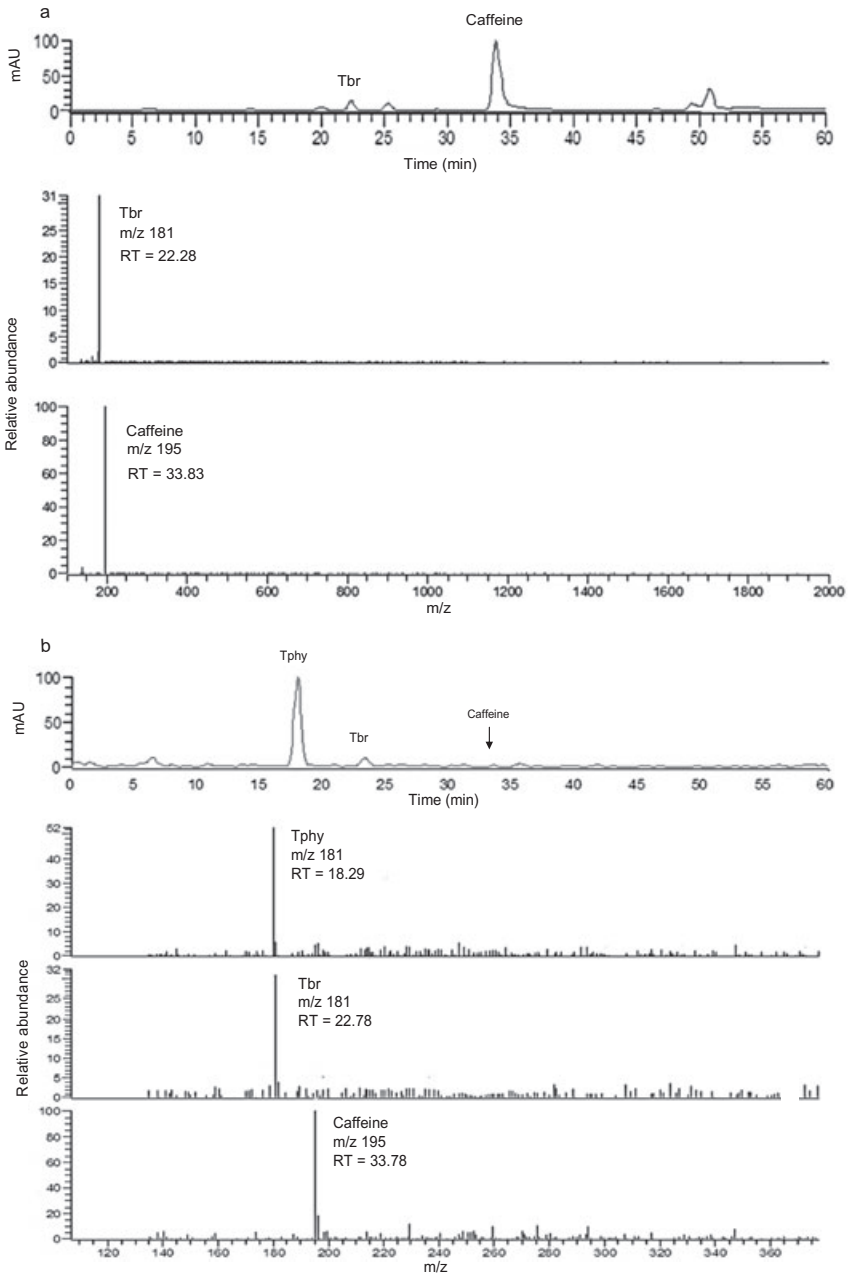 a
Caffeine
Tbr
mAU
100
50
0
0 5 10 15 20 25 30 35 40 45 50 55 60
Time (min)
Relative abundance
31
25
20
15
10
5
0
Tbr
m/z 181
RT = 22.28
100
80
60
40
20
0
Caffeine
m/z 195
RT = 33.83
200 400 600 800 1000 1200 1400 1600 1800 2000
m/z
b
Tphy
Tbr
Caffeine
mAU
100
50
0
0 5 10 15 20 25 30 35 40 45 50 55 60
Time (min)
Relative abundance
52
40
30
20
10
0
Tphy
m/z 181
RT = 18.29
32
25
20
15
10
5
0
Tbr
m/z 181
RT = 22.78
100
80
60
40
20
0
Caffeine
m/z 195
RT = 33.78
120 140 160 180 200 220 240 260 280 300 320 340 360
m/z